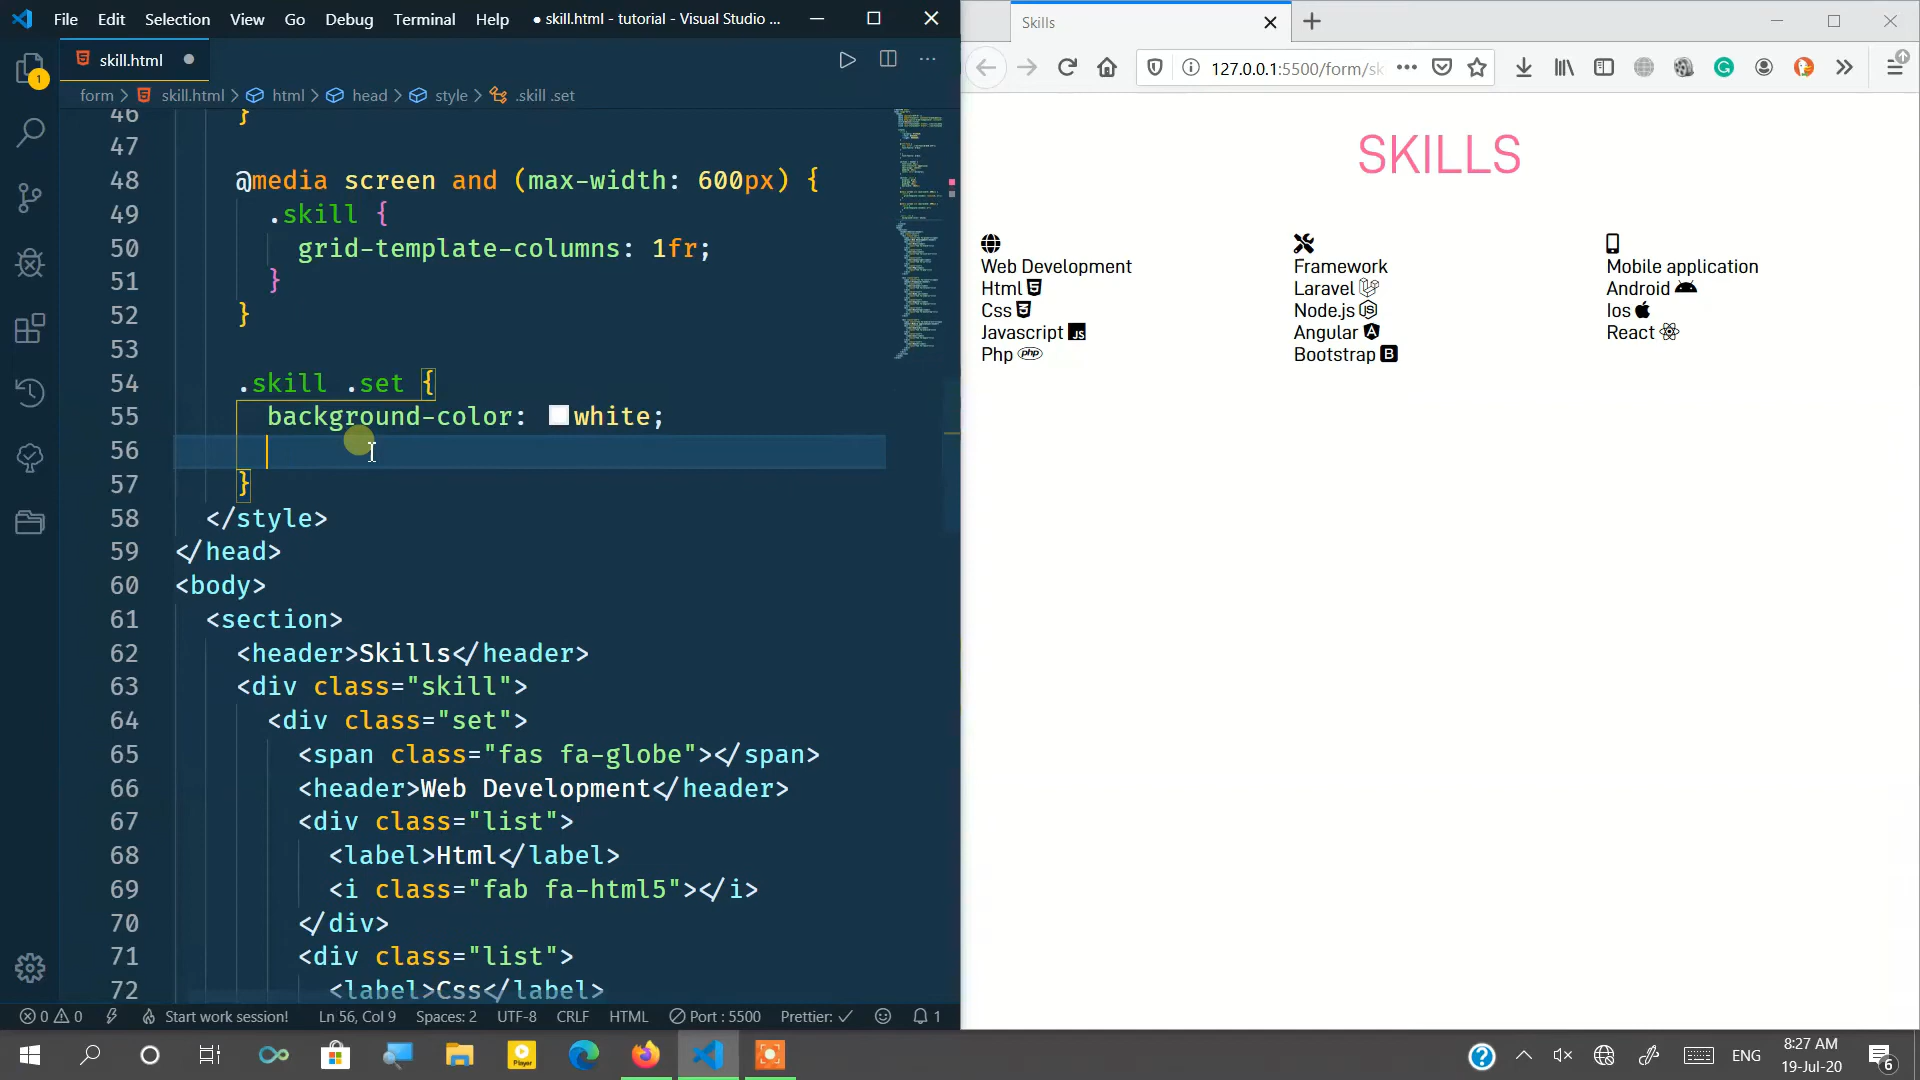 File Edit Selection View Go Debug Terminal Help ● skill.html - tutorial - Visual Studio ...
skill.html
form > skill.html > html > head > style > .skill .set
46 }
47
48 @media screen and (max-width: 600px) {
49 .skill {
50 grid-template-columns: 1fr;
51 }
52 }
53
54 .skill .set {
55 background-color: white;
56
57 }
58 </style>
59 </head>
60 <body>
61 <section>
62 <header>Skills</header>
63 <div class="skill">
64 <div class="set">
65 <span class="fas fa-globe"></span>
66 <header>Web Development</header>
67 <div class="list">
68 <label>Html</label>
69 <i class="fab fa-html5"></i>
70 </div>
71 <div class="list">
72 <label>Css</label>
0 0 Start work session! Ln 56, Col 9 Spaces: 2 UTF-8 CRLF HTML Port : 5500 Prettier: ✓ 1
1
Skills
127.0.0.1:5500/form/sk
SKILLS
Web Development
Html
Css
Javascript JS
Php php
Framework
Laravel
Node.js
Angular A
Bootstrap B
Mobile application
Android
Ios
React
Player
ENG
8:27 AM
19-Jul-20
6